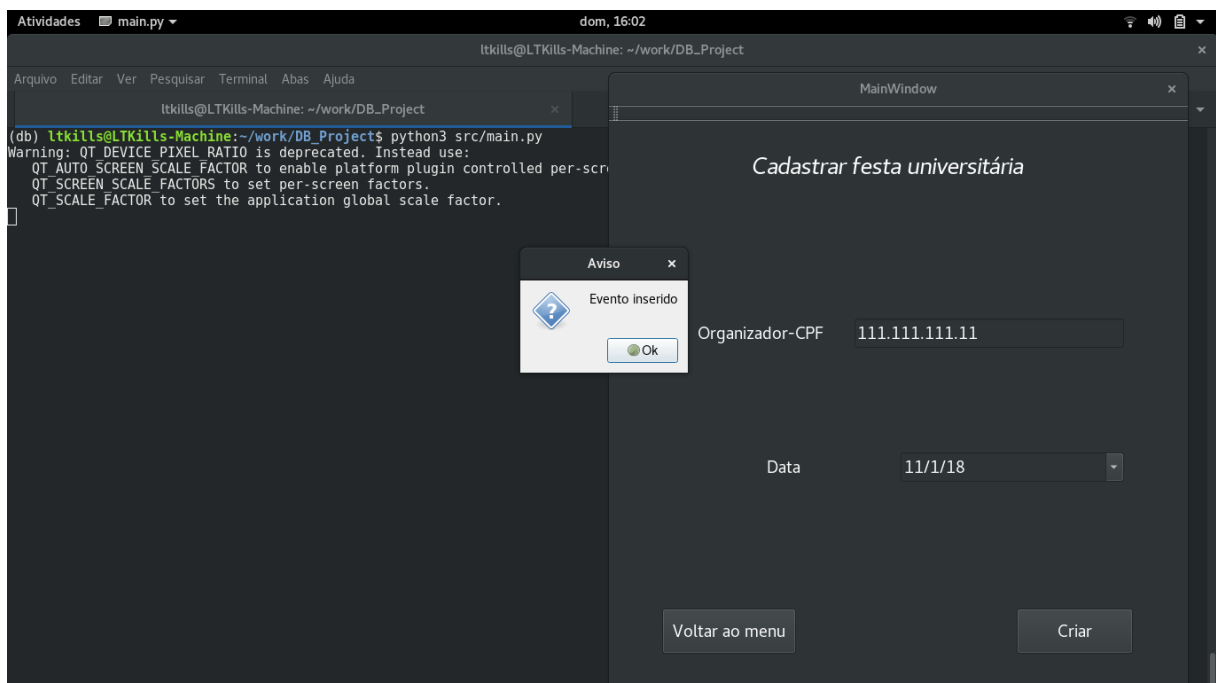 Atividades main.py dom, 16:02
ltkills@LTKills-Machine: ~/work/DB_Project
Arquivo Editar Ver Pesquisar Terminal Abas Ajuda
ltkills@LTKills-Machine: ~/work/DB_Project
(db) ltkills@LTKills-Machine:~/work/DB_Project$ python3 src/main.py
Warning: QT_DEVICE_PIXEL_RATIO is deprecated. Instead use:
QT_AUTO_SCREEN_SCALE_FACTOR to enable platform plugin controlled per-scre
QT_SCREEN_SCALE_FACTORS to set per-screen factors.
QT_SCALE_FACTOR to set the application global scale factor.
MainWindow
Cadastrar festa universitária
Aviso
Evento inserido
Ok
Organizador-CPF 111.111.111.11
Data 11/1/18
Voltar ao menu Criar